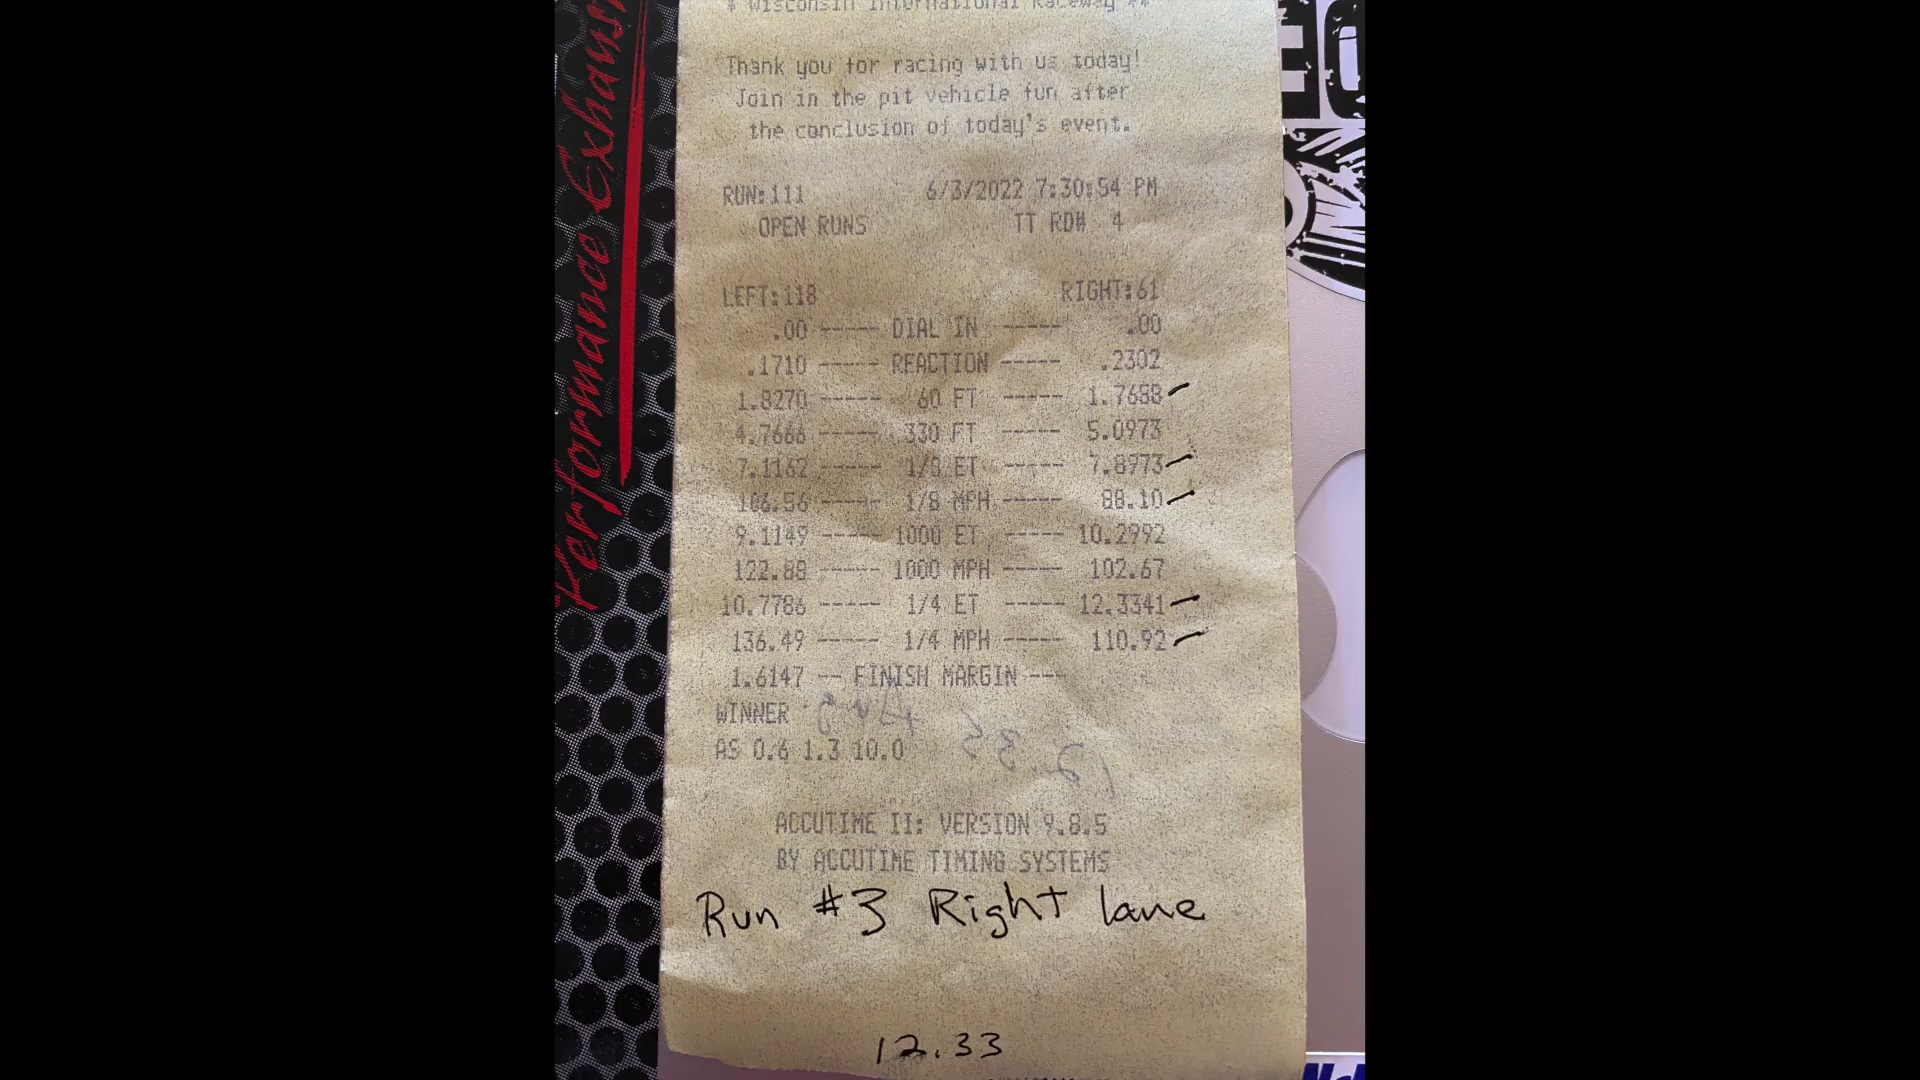 * Wisconsin International Raceway **
Thank you for racing with us today!
Join in the pit vehicle fun after
the conclusion of today's event.
RUN:111 6/3/2022 7:30:54 PM
OPEN RUNS TT RD# 4
LEFT:118 RIGHT:61
.00 ----- DIAL IN ----- .00
.1710 ----- REACTION ----- .2302
1.8270 ----- 60 FT ----- 1.7688
4.7666 ----- 330 FT ----- 5.0973
7.1162 ----- 1/8 ET ----- 7.8973
106.56 ----- 1/8 MPH ----- 88.10
9.1149 ----- 1000 ET ----- 10.2992
122.88 ----- 1000 MPH ----- 102.67
10.7786 ----- 1/4 ET ----- 12.3341
136.49 ----- 1/4 MPH ----- 110.92
1.6147 -- FINISH MARGIN ---
WINNER
AS 0.6 1.3 10.0
ACCUTIME II: VERSION 9.8.5
BY ACCUTIME TIMING SYSTEMS
Run #3 Right lane
12.33
Performance Exhaus